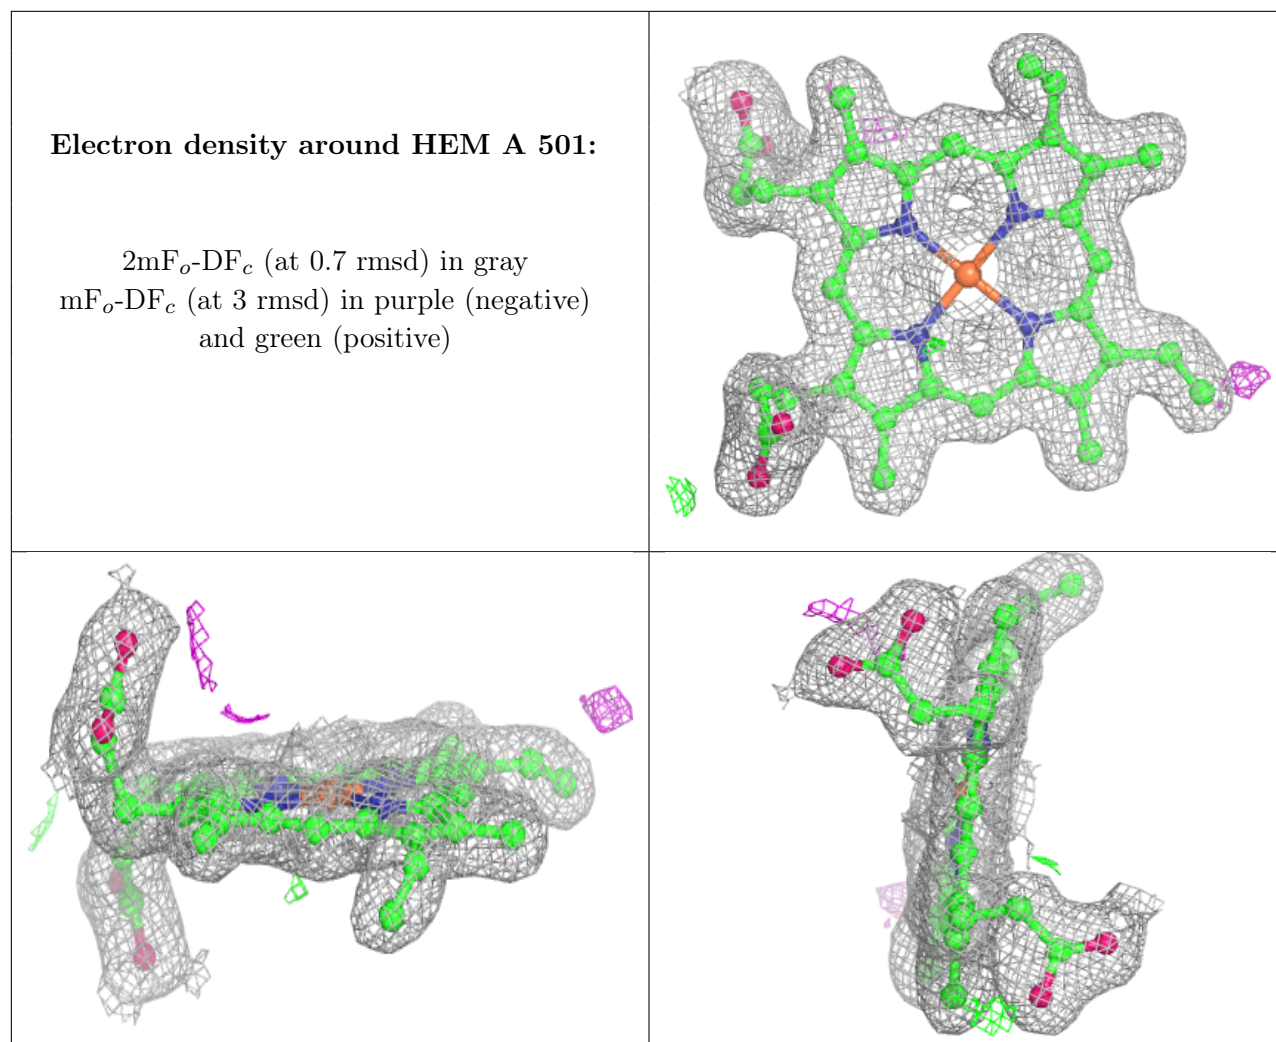 Electron density around HEM A 501:
2mFₒ-DF𝒸 (at 0.7 rmsd) in gray
mFₒ-DF𝒸 (at 3 rmsd) in purple (negative)
and green (positive)